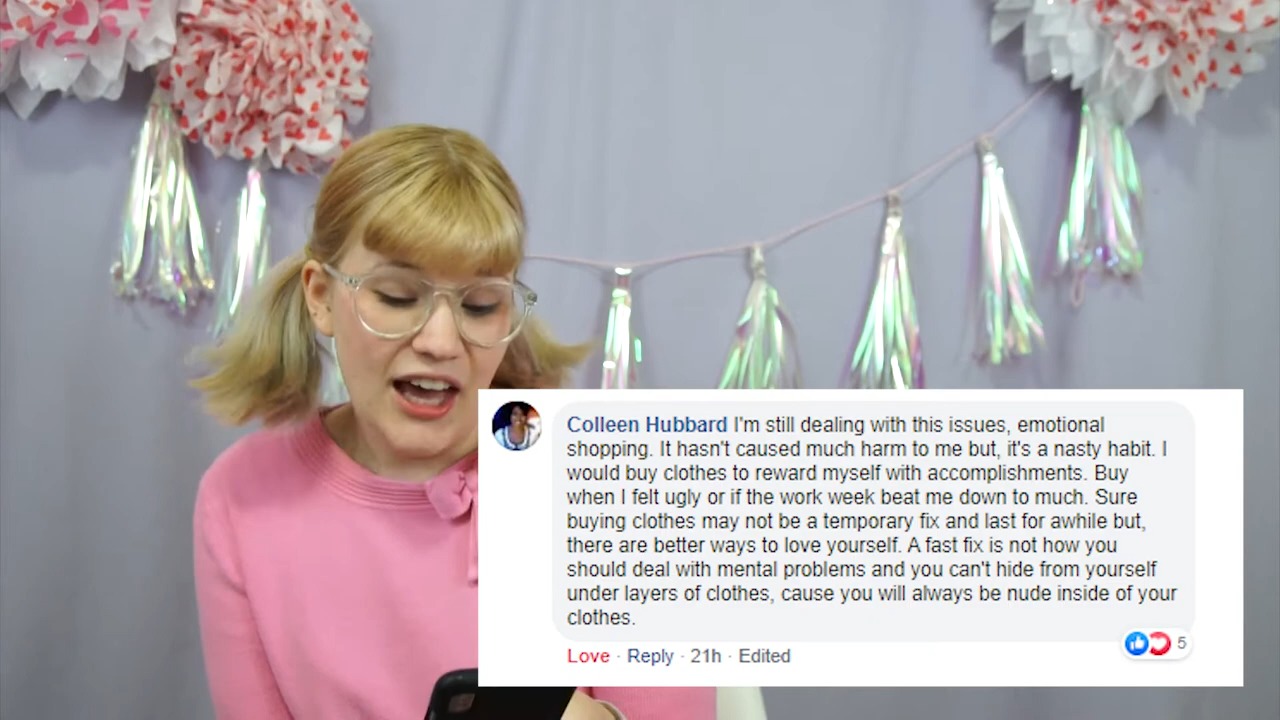 Colleen Hubbard I'm still dealing with this issues, emotional
shopping. It hasn't caused much harm to me but, it's a nasty habit. I
would buy clothes to reward myself with accomplishments. Buy
when I felt ugly or if the work week beat me down to much. Sure
buying clothes may not be a temporary fix and last for awhile but,
there are better ways to love yourself. A fast fix is not how you
should deal with mental problems and you can't hide from yourself
under layers of clothes, cause you will always be nude inside of your
clothes.
5
Love · Reply · 21h · Edited